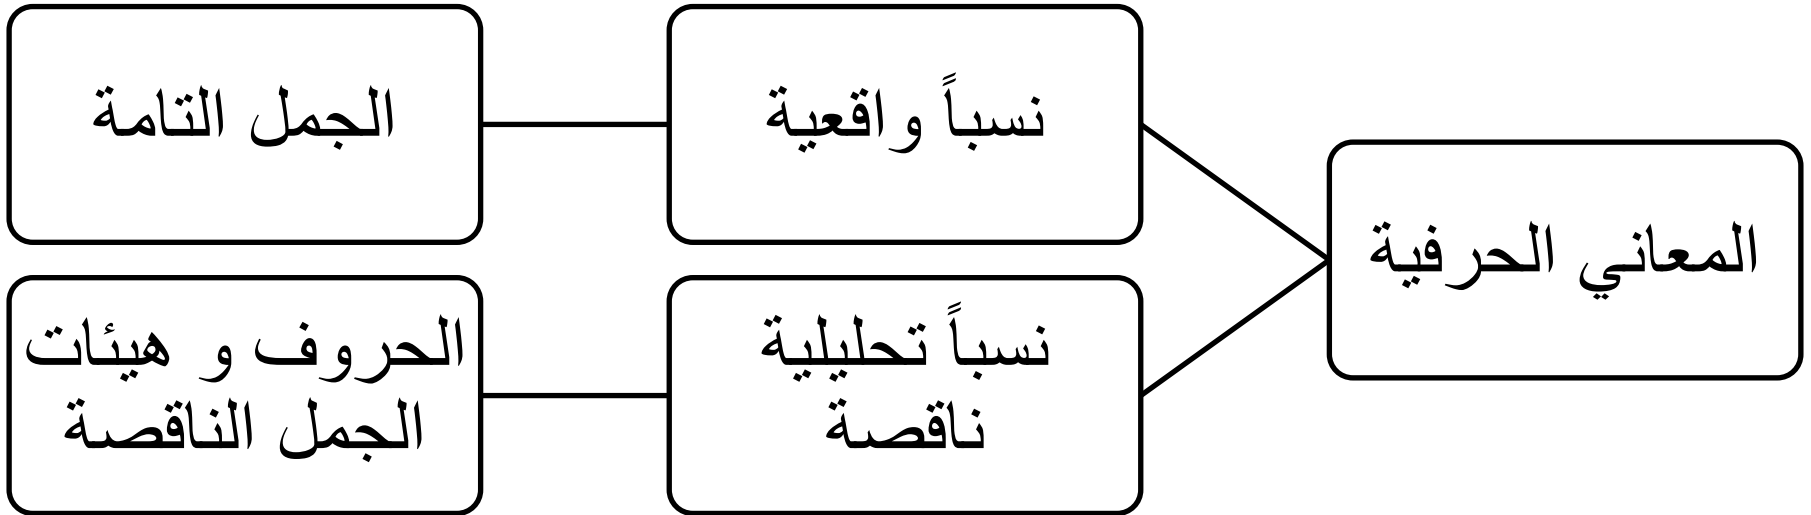 المعاني الحرفية
نسباً واقعية
الجمل التامة
نسباً تحليلية
ناقصة
الحروف و هيئات
الجمل الناقصة